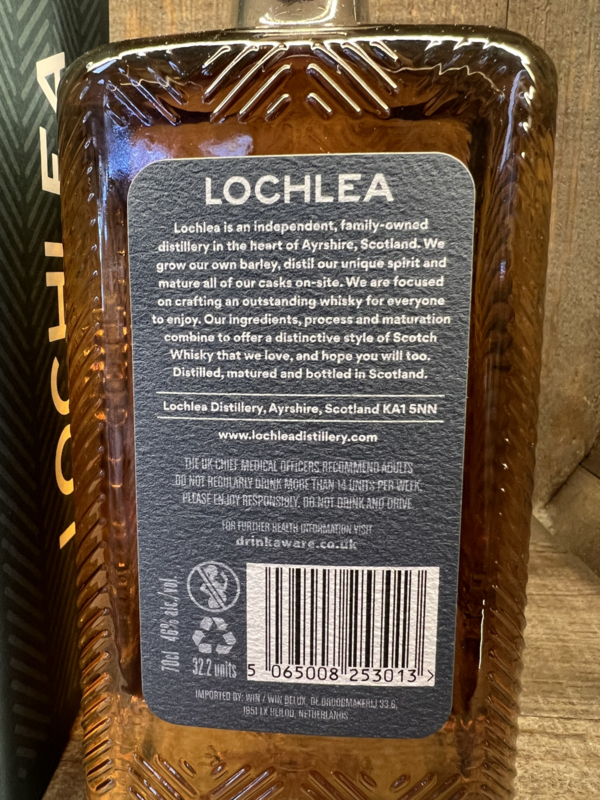 LOCHLEA
LOCHLEA
Lochlea is an independent, family-owned
distillery in the heart of Ayrshire, Scotland. We
grow our own barley, distil our unique spirit and
mature all of our casks on-site. We are focused
on crafting an outstanding whisky for everyone
to enjoy. Our ingredients, process and maturation
combine to offer a distinctive style of Scotch
Whisky that we love, and hope you will too.
Distilled, matured and bottled in Scotland.
Lochlea Distillery, Ayrshire, Scotland KA1 5NN
www.lochleadistillery.com
THE UK CHIEF MEDICAL OFFICERS RECOMMEND ADULTS
DO NOT REGULARLY DRINK MORE THAN 14 UNITS PER WEEK.
PLEASE ENJOY RESPONSIBLY. DO NOT DRINK AND DRIVE.
FOR FURTHER HEALTH INFORMATION VISIT
drinkaware.co.uk
70cl 46% alc/vol
32.2 units
5 065008 253013 >
IMPORTED BY: WIN / WIN BELUX, DE DROOGMAKERIJ 33.6,
1851 LX HEILOO, NETHERLANDS